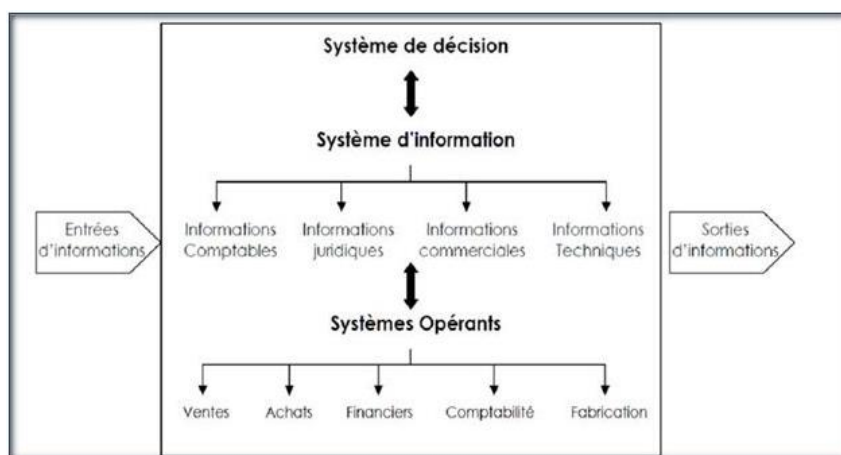 Système de décision
Système d'information
Entrées
d'informations
Informations
Comptables
Informations
juridiques
Informations
commerciales
Informations
Techniques
Sorties
d'informations
Systèmes Opérants
Ventes
Achats
Financiers
Comptabilité
Fabrication